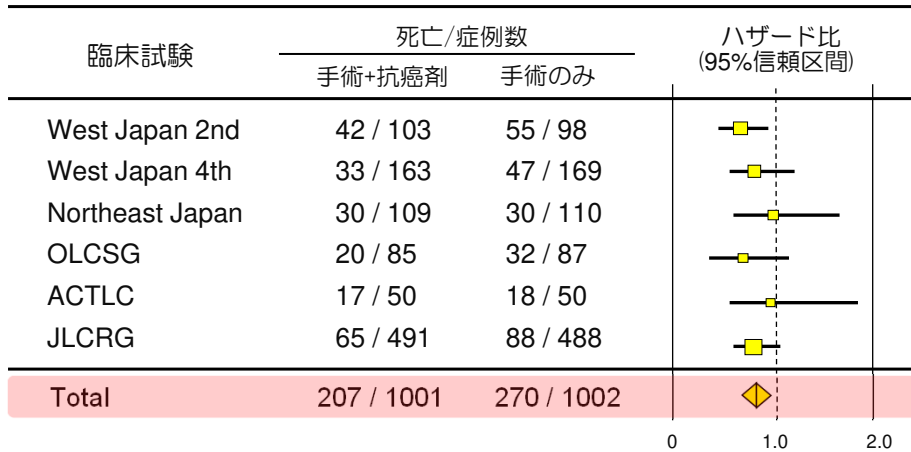 臨床試験 死亡/症例数 ハザード比
(95%信頼区間)
手術+抗癌剤 手術のみ
West Japan 2nd 42 / 103 55 / 98
West Japan 4th 33 / 163 47 / 169
Northeast Japan 30 / 109 30 / 110
OLCSG 20 / 85 32 / 87
ACTLC 17 / 50 18 / 50
JLCRG 65 / 491 88 / 488
Total 207 / 1001 270 / 1002
0 1.0 2.0